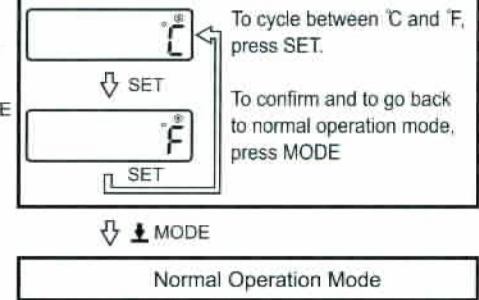 °C
To cycle between ℃ and ℉,
press SET.
SET
To confirm and to go back
to normal operation mode,
press MODE
E
°F
SET
MODE
Normal Operation Mode